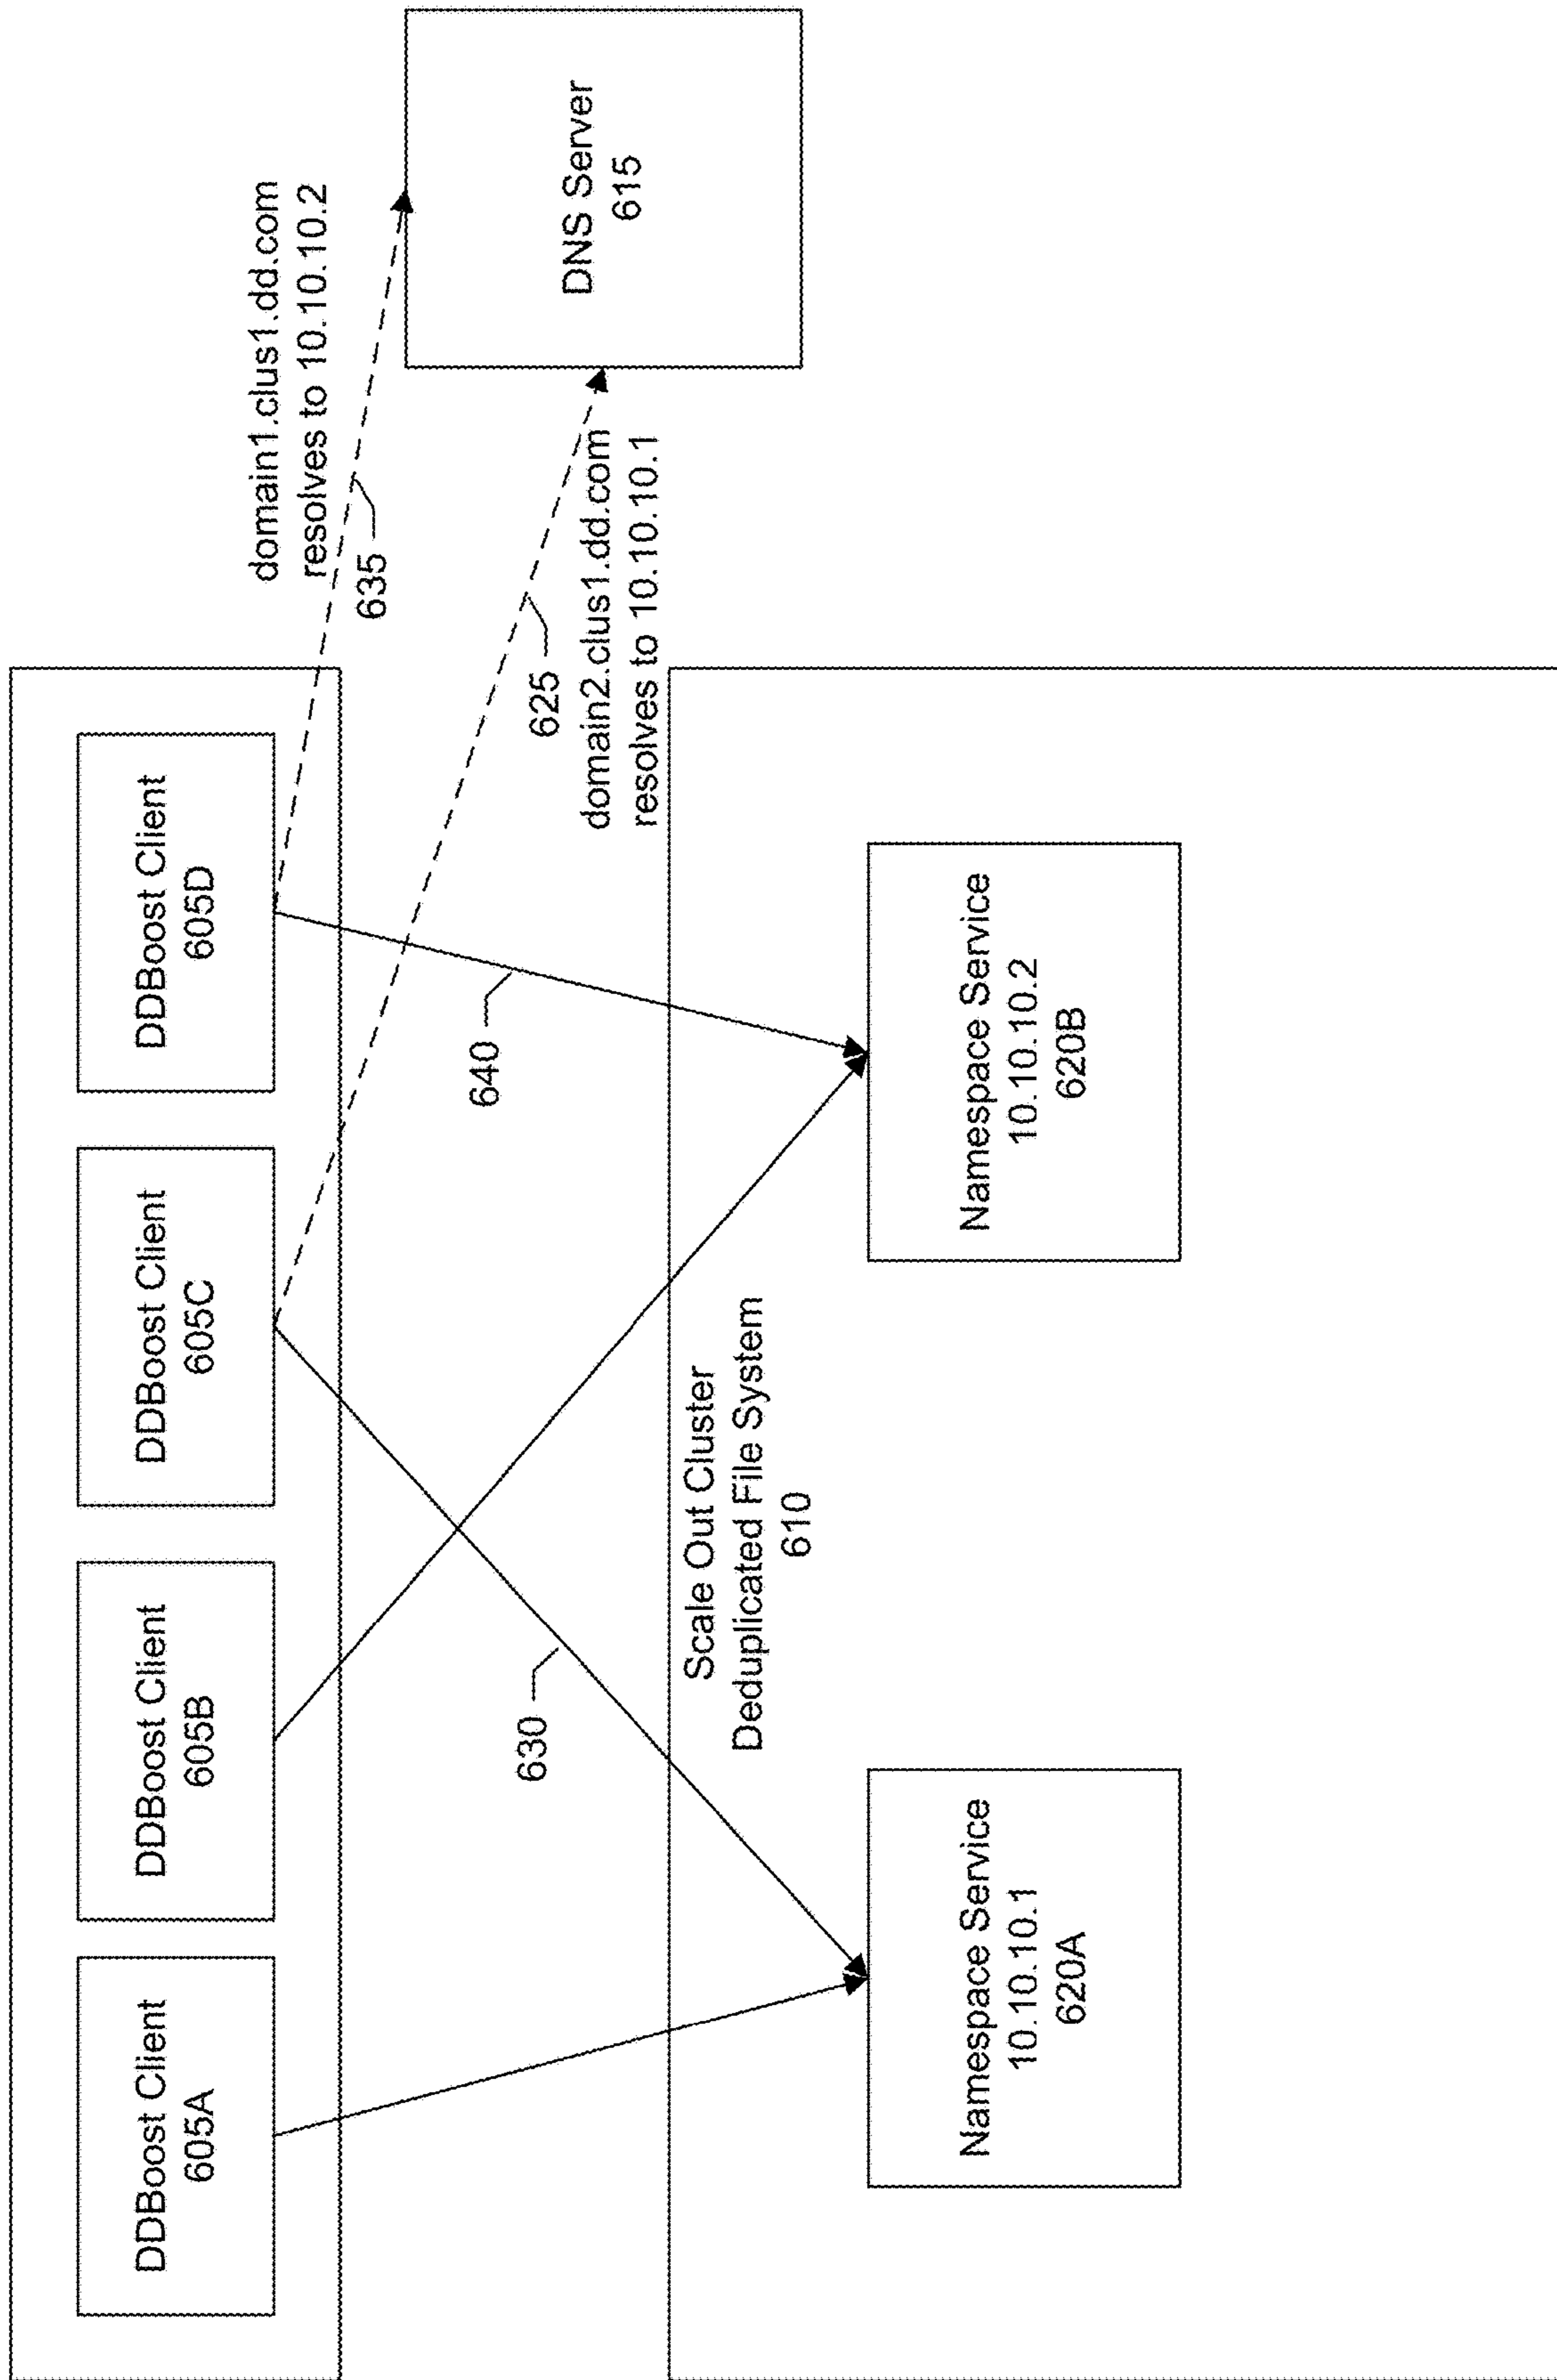 DDBoost Client
605A
DDBoost Client
605B
DDBoost Client
605C
DDBoost Client
605D
domain1.clus1.dd.com
resolves to 10.10.10.2
635
DNS Server
615
625
domain2.clus1.dd.com
resolves to 10.10.10.1
640
630
Scale Out Cluster
Deduplicated File System
610
Namespace Service
10.10.10.1
620A
Namespace Service
10.10.10.2
620B